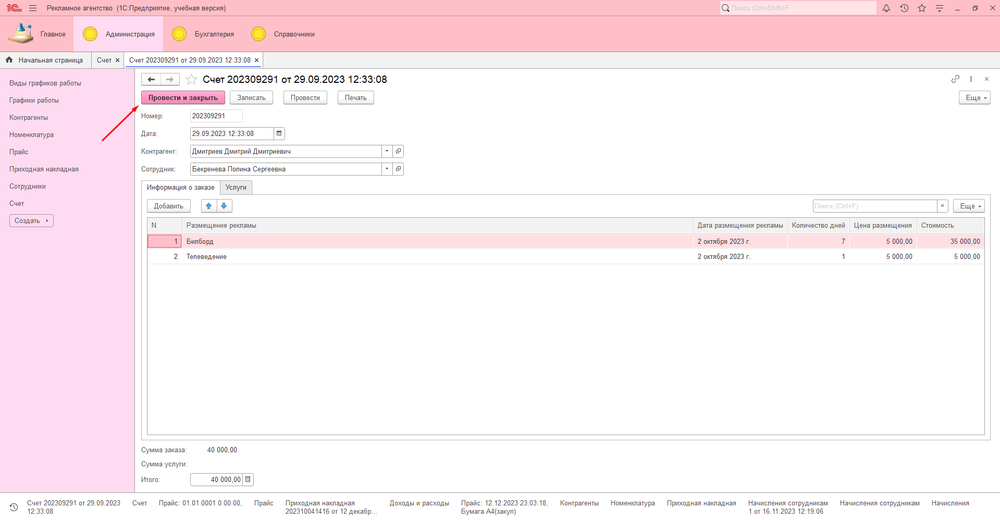 Рекламное агентство (1С:Предприятие, учебная версия)
Поиск Ctrl+Shift+F
Главное
Администрация
Бухгалтерия
Справочники
Начальная страница
Счет ×
Счет 202309291 от 29.09.2023 12:33:08 ×
Виды графиков работы
Графики работы
Контрагенты
Номенклатура
Прайс
Приходная накладная
Сотрудники
Счет
Создать
Счет 202309291 от 29.09.2023 12:33:08
Провести и закрыть
Записать
Провести
Печать
Еще
Номер: 202309291
Дата: 29.09.2023 12:33:08
Контрагент: Дмитриев Дмитрий Дмитриевич
Сотрудник: Бекренева Полина Сергеевна
Информация о заказе
Услуги
Добавить
Поиск (Ctrl+F)
×
Еще
N Размещение рекламы Дата размещения рекламы Количество дней Цена размещения Стоимость
1 Билборд 2 октября 2023 г. 7 5 000,00 35 000,00
2 Телеведение 2 октября 2023 г. 1 5 000,00 5 000,00
Сумма заказа: 40 000,00
Сумма услуги:
Итого: 40 000,00
Счет 202309291 от 29.09.2023
12:33:08
Счет
Прайс: 01.01.0001 0:00:00,
Прайс
Приходная накладная
202310041416 от 12 декабр...
Доходы и расходы
Прайс: 12.12.2023 23:03:18,
Бумага А4(закуп)
Контрагенты
Номенклатура
Приходная накладная
Начисления сотрудникам
1 от 16.11.2023 12:19:06
Начисления сотрудникам
Начисления